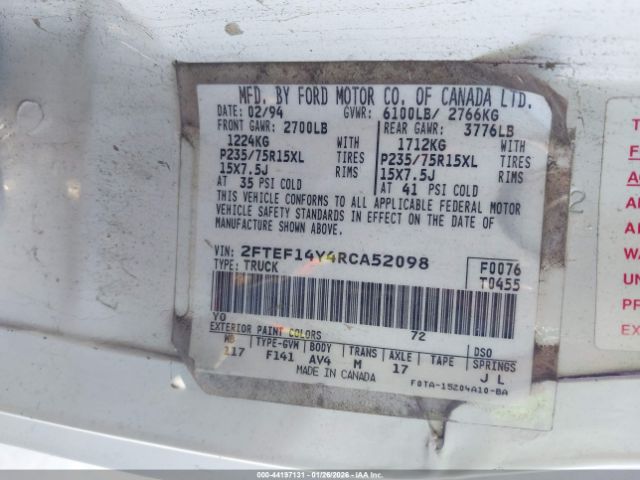 MFD. BY FORD MOTOR CO. OF CANADA LTD.
DATE: 02/94 GVWR: 6100LB/ 2766KG
FRONT GAWR: 2700LB REAR GAWR: 3776LB
1224KG WITH 1712KG WITH
P235/75R15XL TIRES P235/75R15XL TIRES
15X7.5J RIMS 15X7.5J RIMS
AT 35 PSI COLD AT 41 PSI COLD
THIS VEHICLE CONFORMS TO ALL APPLICABLE FEDERAL MOTOR
VEHICLE SAFETY STANDARDS IN EFFECT ON THE DATE OF
MANUFACTURE SHOWN ABOVE.
VIN: 2FTEF14Y4RCA52098 F0076
TYPE: TRUCK T0455
YO 72
EXTERIOR PAINT COLORS DSO
WB TYPE-GVM BODY TRANS AXLE TAPE SPRINGS
117 F141 AV4 M 17 J L
MADE IN CANADA
F0TA-15204A10-BA
000-44197131 - 01/26/2026 - IAAI.com